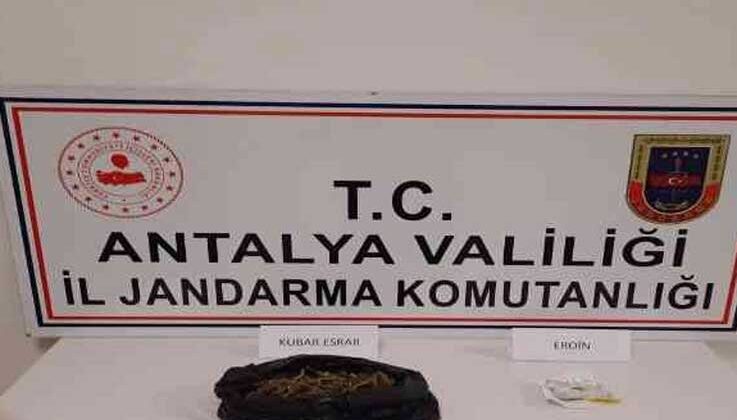 T.C.
ANTALYA VALİLİĞİ
İL JANDARMA KOMUTANLIĞI
KUBAR ESRAR
EROİN